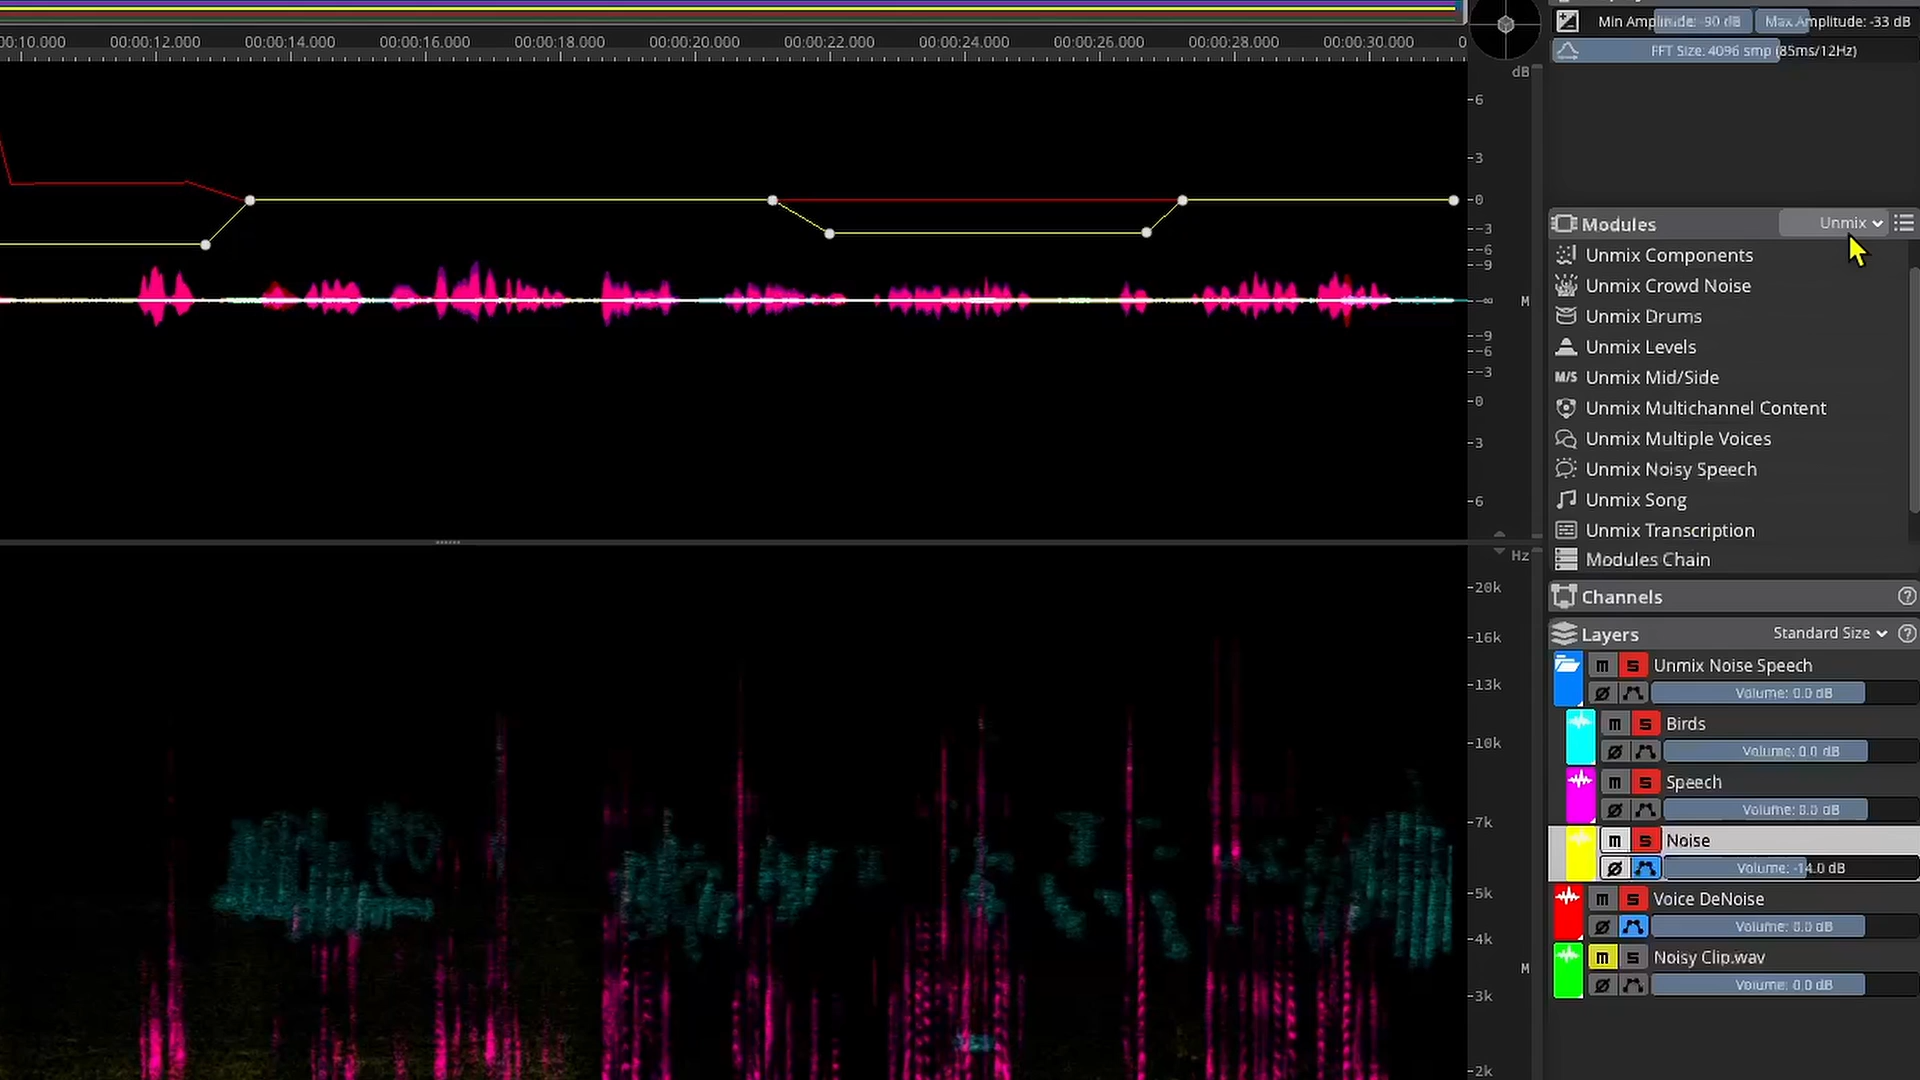 Min Amplitude: -90 dB Max Amplitude: -33 dB
FFT Size: 4096 smp (85ms/12Hz)
00:10.000 00:00:12.000 00:00:14.000 00:00:16.000 00:00:18.000 00:00:20.000 00:00:22.000 00:00:24.000 00:00:26.000 00:00:28.000 00:00:30.000 0
dB
6
3
0
-3
-6
-9
-∞
M
-9
-6
-3
0
3
6
Modules Unmix
Unmix Components
Unmix Crowd Noise
Unmix Drums
Unmix Levels
M/S Unmix Mid/Side
Unmix Multichannel Content
Unmix Multiple Voices
Unmix Noisy Speech
Unmix Song
Unmix Transcription
Modules Chain
Hz
20k
16k
13k
10k
7k
5k
4k
M
3k
2k
Channels ?
Layers Standard Size ?
m S Unmix Noise Speech
Ø Volume: 0.0 dB
m S Birds
Ø Volume: 0.0 dB
m S Speech
Ø Volume: 0.0 dB
m S Noise
Ø Volume: -14.0 dB
m S Voice DeNoise
Ø Volume: 0.0 dB
m S Noisy Clip.wav
Ø Volume: 0.0 dB